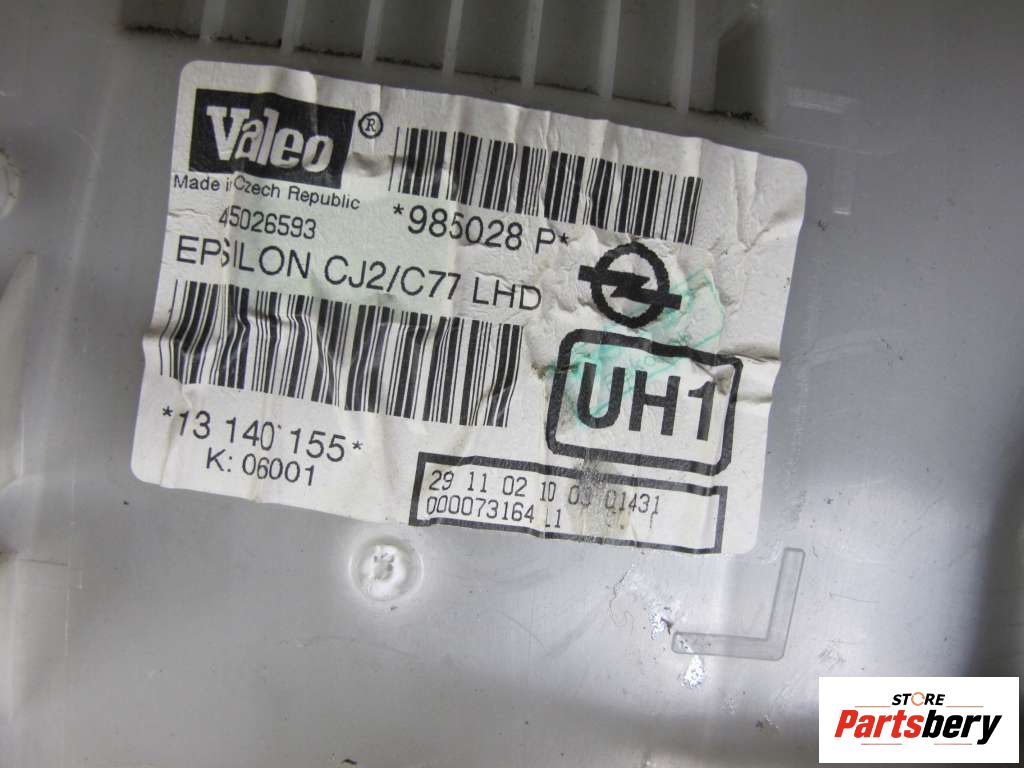 Valeo ®
Made in Czech Republic
45026593
*985028 P*
EPSILON CJ2/C77 LHD
UH1
*13 140 155*
K: 06001
29 11 02 10 03 01431
000073164 L1
STORE
Partsbery